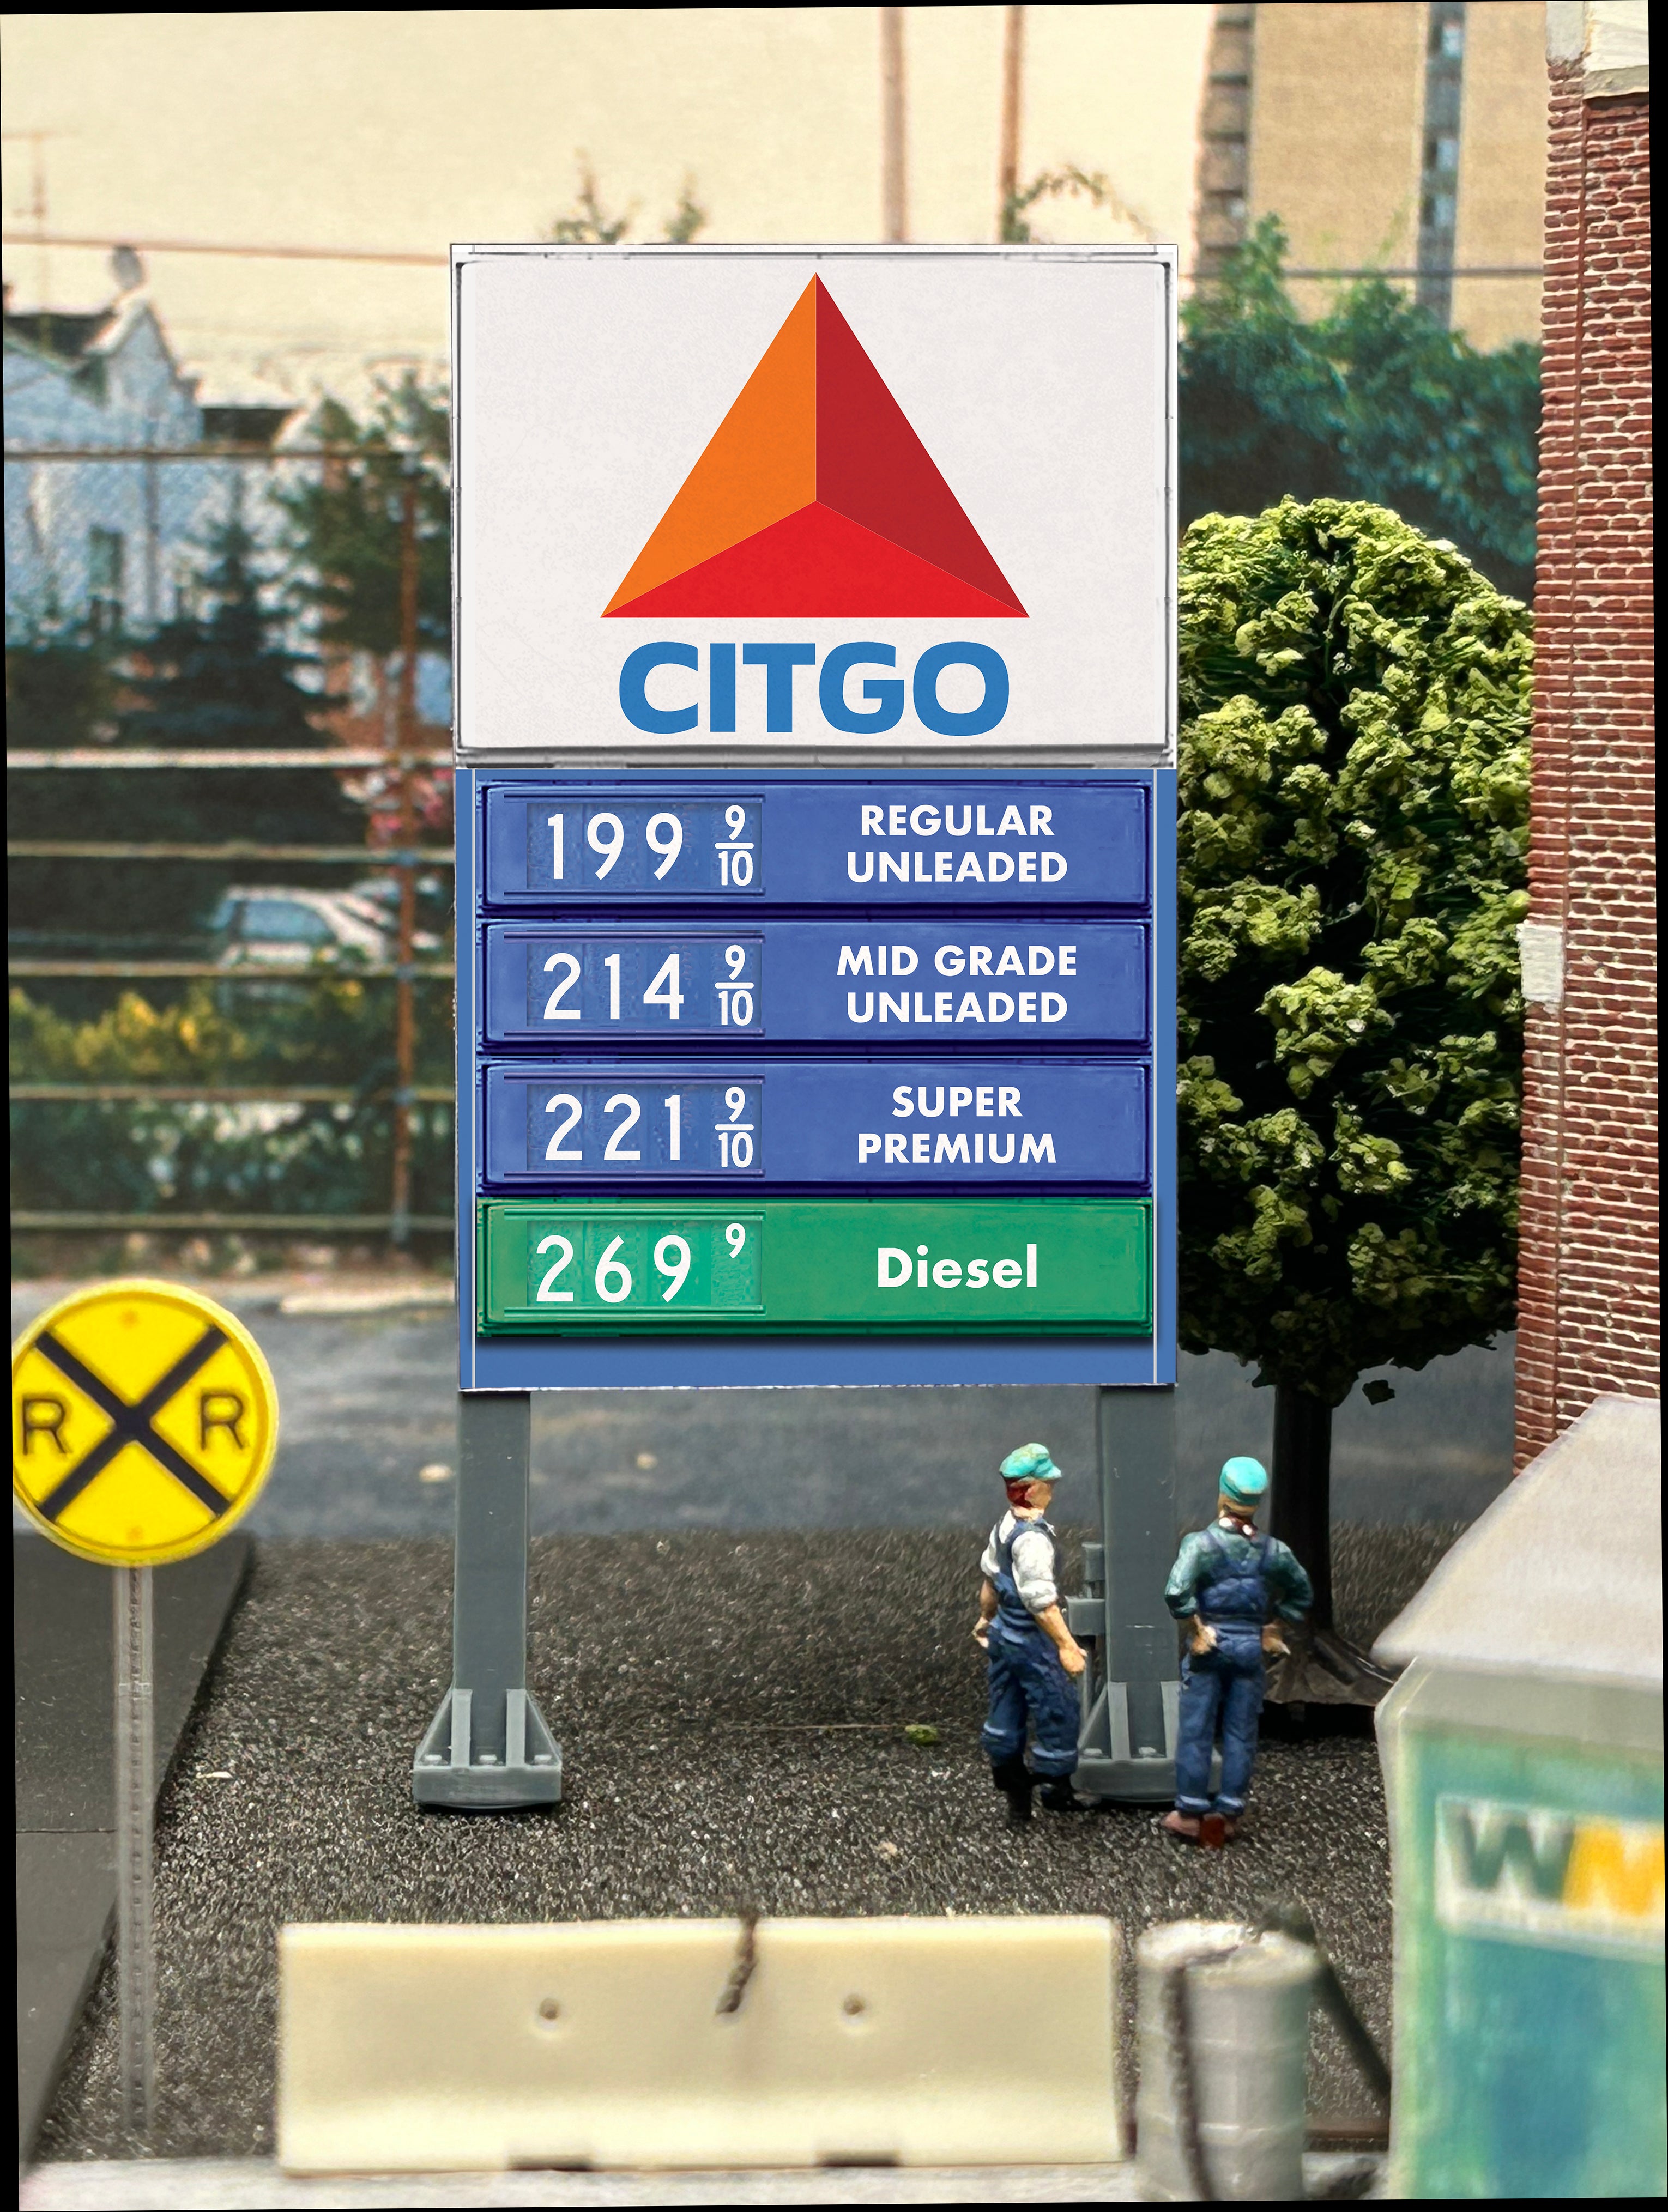 CITGO
199 9/10 REGULAR
UNLEADED
214 9/10 MID GRADE
UNLEADED
221 9/10 SUPER
PREMIUM
269 9 Diesel
R R
WM